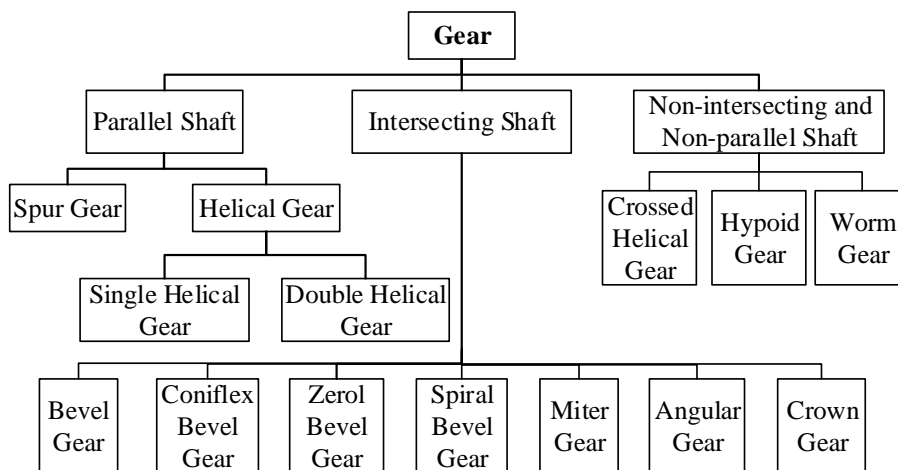 Gear
Parallel Shaft
Intersecting Shaft
Non-intersecting and
Non-parallel Shaft
Spur Gear
Helical Gear
Crossed
Helical
Gear
Hypoid
Gear
Worm
Gear
Single Helical
Gear
Double Helical
Gear
Bevel
Gear
Coniflex
Bevel
Gear
Zerol
Bevel
Gear
Spiral
Bevel
Gear
Miter
Gear
Angular
Gear
Crown
Gear